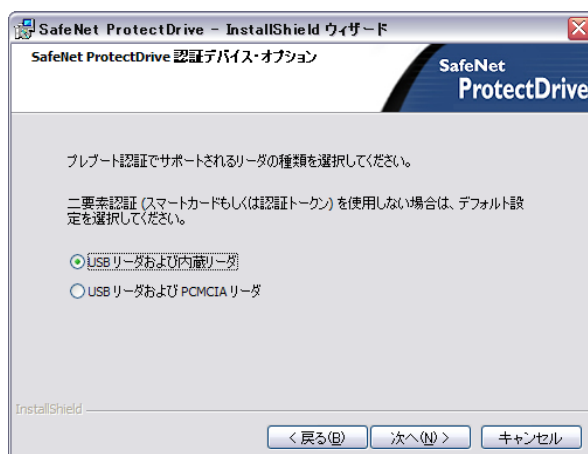 SafeNet ProtectDrive - InstallShield ウィザード
SafeNet ProtectDrive 認証デバイス・オプション
SafeNet
ProtectDrive
プレブート認証でサポートされるリーダの種類を選択してください。
二要素認証 (スマートカードもしくは認証トークン) を使用しない場合は、デフォルト設
定を選択してください。
USB リーダおよび内蔵リーダ
USB リーダおよび PCMCIA リーダ
InstallShield
< 戻る(B) 次へ(N) > キャンセル